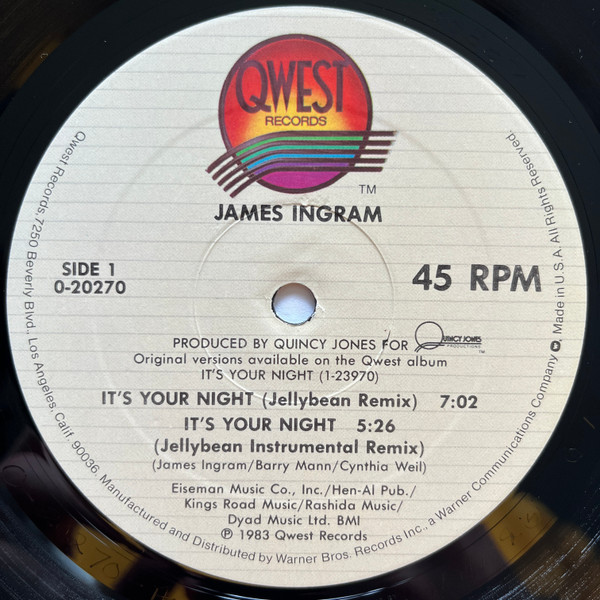 QWEST
RECORDS
TM
JAMES INGRAM
SIDE 1
0-20270
45 RPM
PRODUCED BY QUINCY JONES FOR QUINCY JONES PRODUCTIONS TM
Original versions available on the Qwest album
IT'S YOUR NIGHT (1-23970)
IT'S YOUR NIGHT (Jellybean Remix) 7:02
IT'S YOUR NIGHT 5:26
(Jellybean Instrumental Remix)
(James Ingram/Barry Mann/Cynthia Weil)
Eiseman Music Co., Inc./Hen-Al Pub./
Kings Road Music/Rashida Music/
Dyad Music Ltd. BMI
℗ 1983 Qwest Records
Qwest Records, 7250 Beverly Blvd., Los Angeles, Calif. 90036. Manufactured and Distributed by Warner Bros. Records Inc., a Warner Communications Company Made in U.S.A. All Rights Reserved.